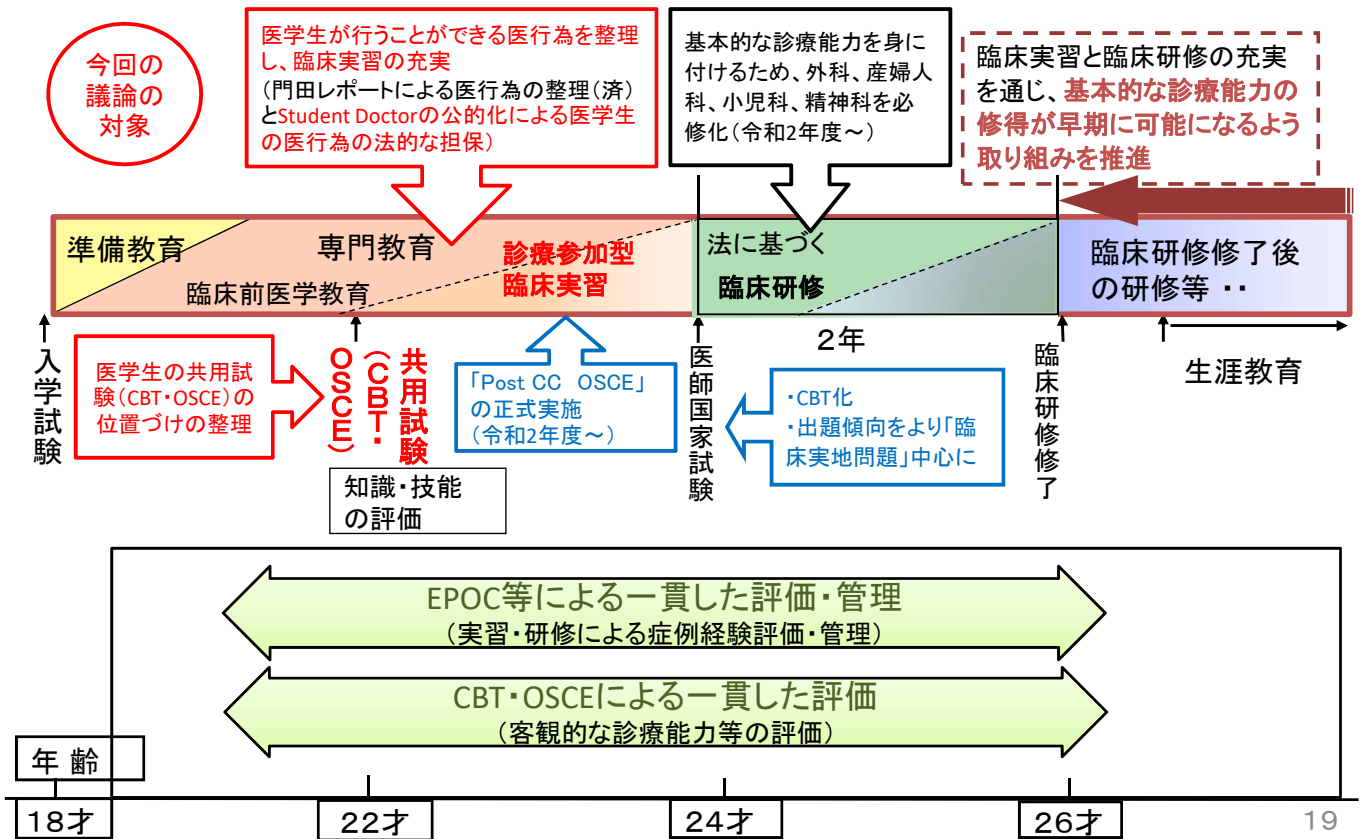 今回の
議論の
対象
医学生が行うことができる医行為を整理
し、臨床実習の充実
(門田レポートによる医行為の整理(済)
とStudent Doctorの公的化による医学生
の医行為の法的な担保)
基本的な診療能力を身に
付けるため、外科、産婦人
科、小児科、精神科を必
修化(令和2年度～)
臨床実習と臨床研修の充実
を通じ、基本的な診療能力の
修得が早期に可能になるよう
取り組みを推進
準備教育
専門教育
臨床前医学教育
診療参加型
臨床実習
法に基づく
臨床研修
臨床研修修了後
の研修等 ・・
入学試験
医学生の共用試
験(CBT・OSCE)の
位置づけの整理
共用試験
(CBT・
OSCE)
知識・技能
の評価
「Post CC OSCE」
の正式実施
(令和2年度～)
医師国家試験
2年
・CBT化
・出題傾向をより「臨
床実地問題」中心に
臨床研修修了
生涯教育
EPOC等による一貫した評価・管理
(実習・研修による症例経験評価・管理)
CBT・OSCEによる一貫した評価
(客観的な診療能力等の評価)
年 齢
18才
22才
24才
26才
19